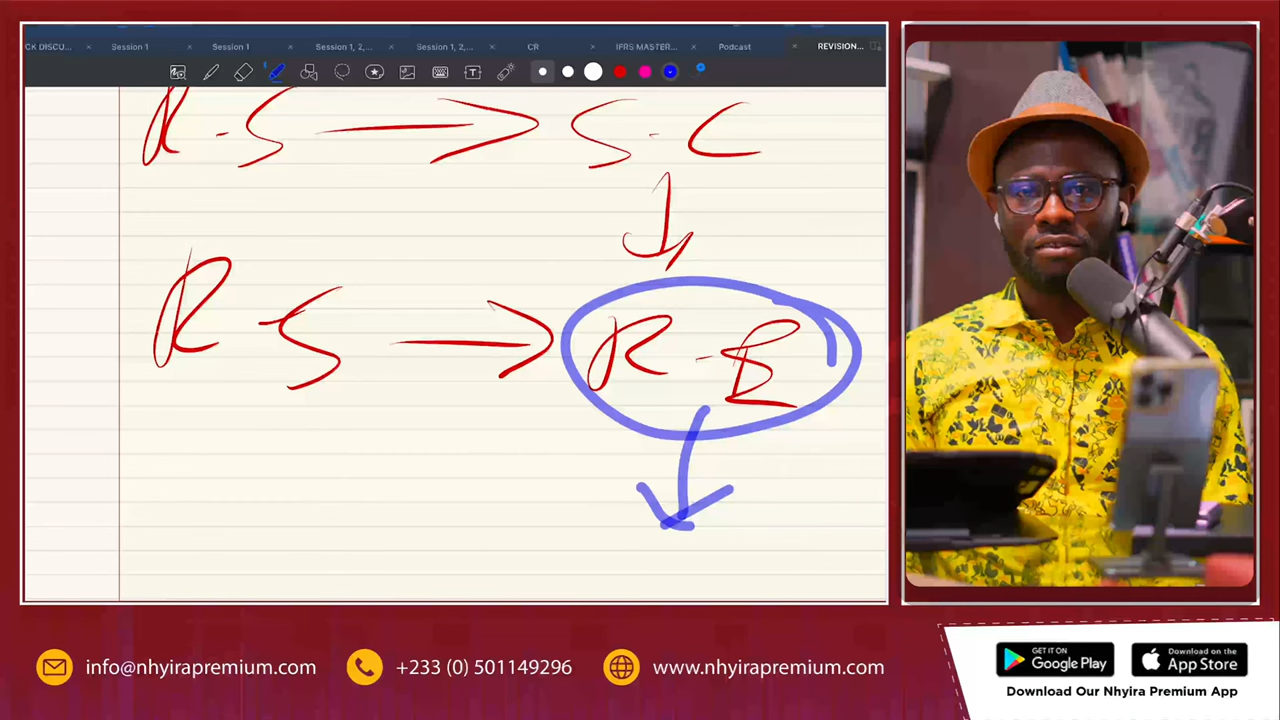 CK DISCU... Session 1 Session 1 Session 1, 2,... Session 1, 2,... CR IFRS MASTER... Podcast REVISION...
R-S → S-C
↓
R-S → R-E
↓
info@nhyirapremium.com +233 (0) 501149296 www.nhyirapremium.com
GET IT ON Google Play
Download on the App Store
Download Our Nhyira Premium App